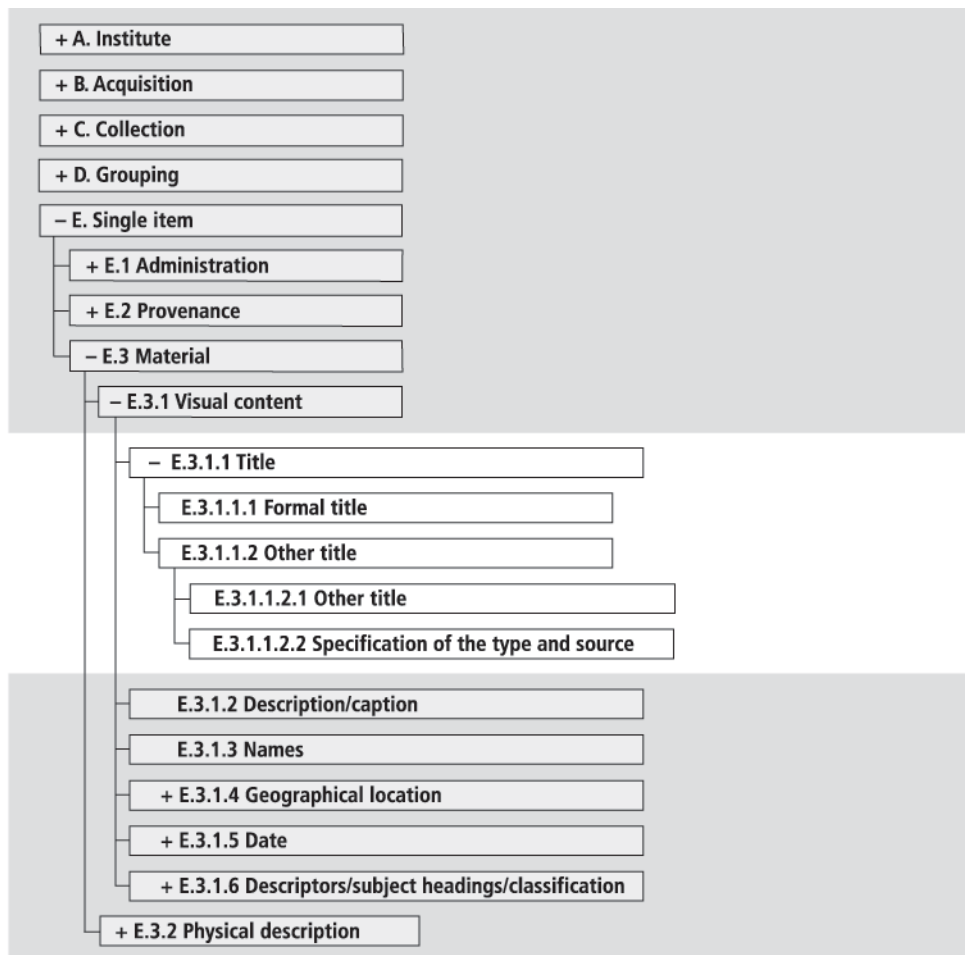 + A. Institute
+ B. Acquisition
+ C. Collection
+ D. Grouping
– E. Single item
+ E.1 Administration
+ E.2 Provenance
– E.3 Material
– E.3.1 Visual content
– E.3.1.1 Title
E.3.1.1.1 Formal title
E.3.1.1.2 Other title
E.3.1.1.2.1 Other title
E.3.1.1.2.2 Specification of the type and source
E.3.1.2 Description/caption
E.3.1.3 Names
+ E.3.1.4 Geographical location
+ E.3.1.5 Date
+ E.3.1.6 Descriptors/subject headings/classification
+ E.3.2 Physical description